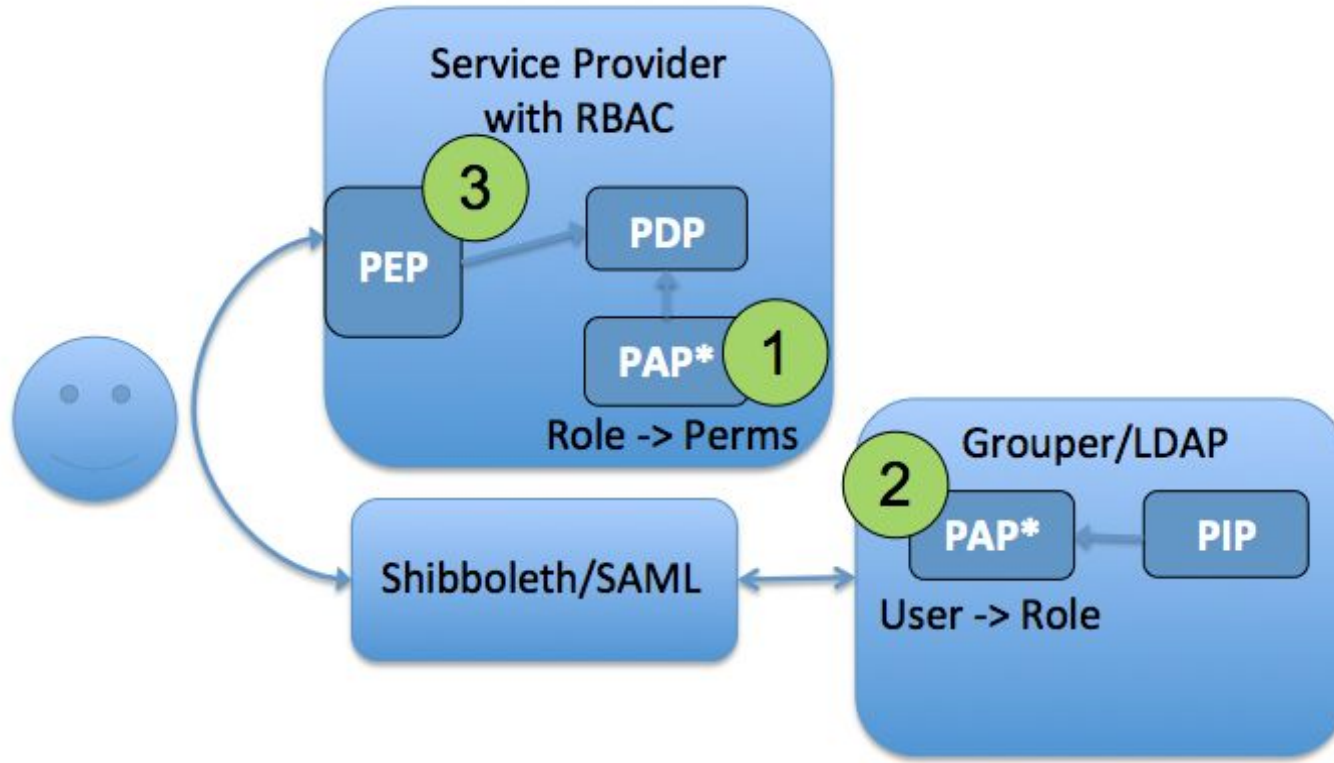 Service Provider
with RBAC
3
PEP
PDP
PAP*
1
Role -> Perms
Shibboleth/SAML
Grouper/LDAP
2
PAP*
PIP
User -> Role